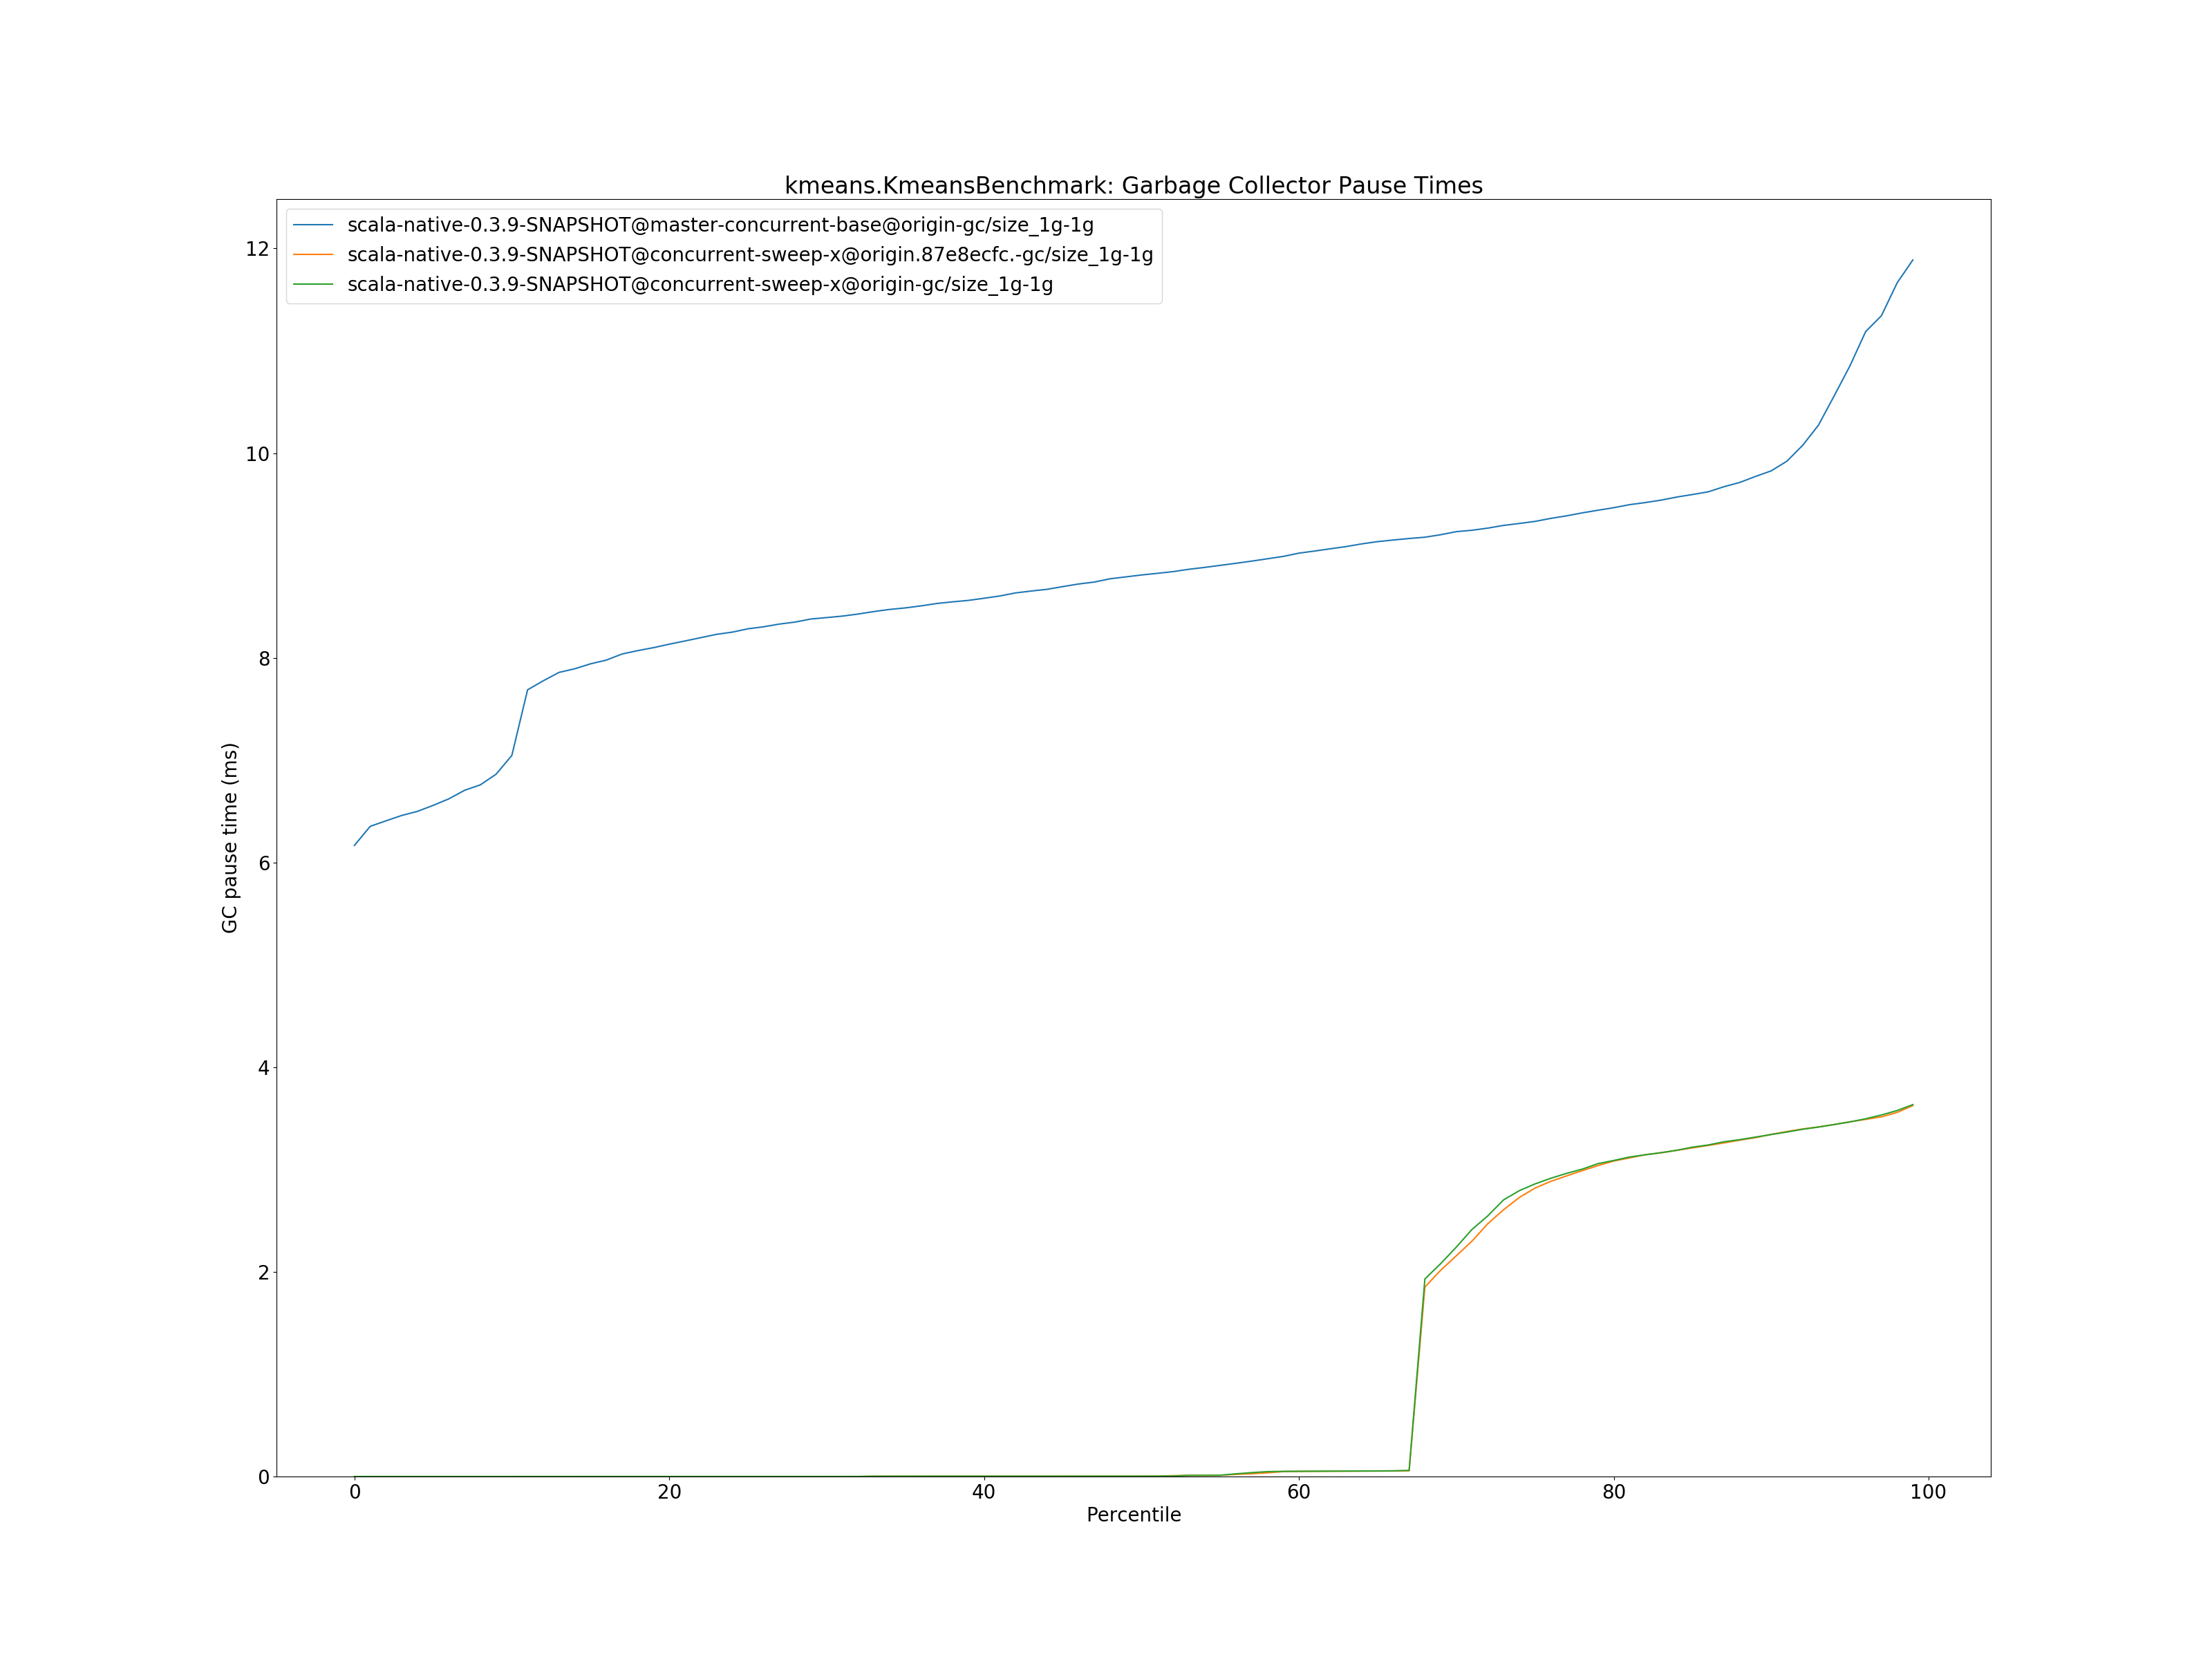 kmeans.KmeansBenchmark: Garbage Collector Pause Times
scala-native-0.3.9-SNAPSHOT@master-concurrent-base@origin-gc/size_1g-1g
scala-native-0.3.9-SNAPSHOT@concurrent-sweep-x@origin.87e8ecfc.-gc/size_1g-1g
scala-native-0.3.9-SNAPSHOT@concurrent-sweep-x@origin-gc/size_1g-1g
12
10
8
6
4
2
0
GC pause time (ms)
0 20 40 60 80 100
Percentile